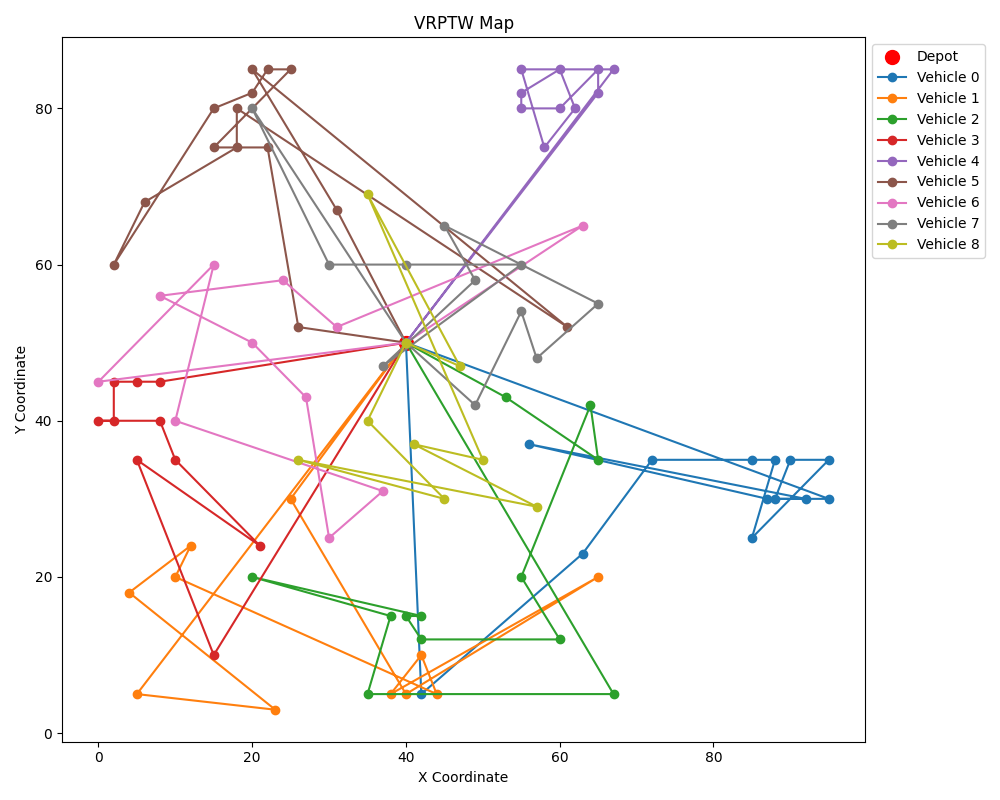 VRPTW Map
Depot
Vehicle 0
Vehicle 1
Vehicle 2
Vehicle 3
Vehicle 4
Vehicle 5
Vehicle 6
Vehicle 7
Vehicle 8
Y Coordinate
80
60
40
20
0
0 20 40 60 80
X Coordinate